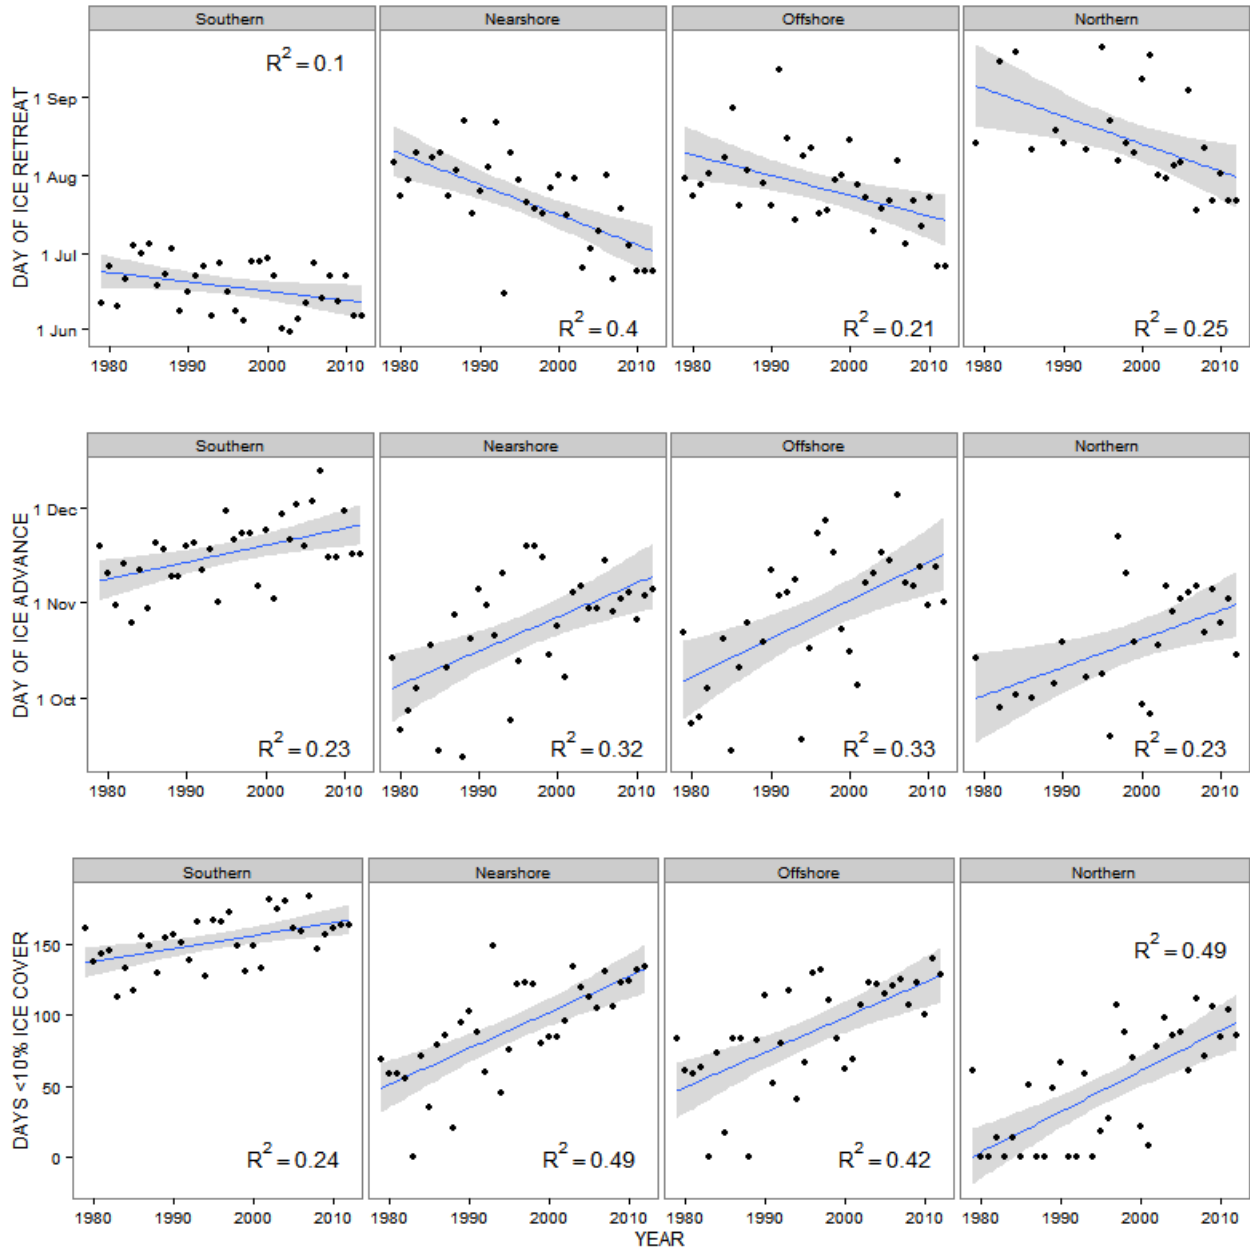 Southern Nearshore Offshore Northern
DAY OF ICE RETREAT
1 Sep
1 Aug
1 Jul
1 Jun
R² = 0.1
R² = 0.4
R² = 0.21
R² = 0.25
1980 1990 2000 2010 1980 1990 2000 2010 1980 1990 2000 2010 1980 1990 2000 2010
Southern Nearshore Offshore Northern
DAY OF ICE ADVANCE
1 Dec
1 Nov
1 Oct
R² = 0.23
R² = 0.32
R² = 0.33
R² = 0.23
1980 1990 2000 2010 1980 1990 2000 2010 1980 1990 2000 2010 1980 1990 2000 2010
Southern Nearshore Offshore Northern
DAYS <10% ICE COVER
150
100
50
0
R² = 0.24
R² = 0.49
R² = 0.42
R² = 0.49
1980 1990 2000 2010 1980 1990 2000 2010 1980 1990 2000 2010 1980 1990 2000 2010
YEAR